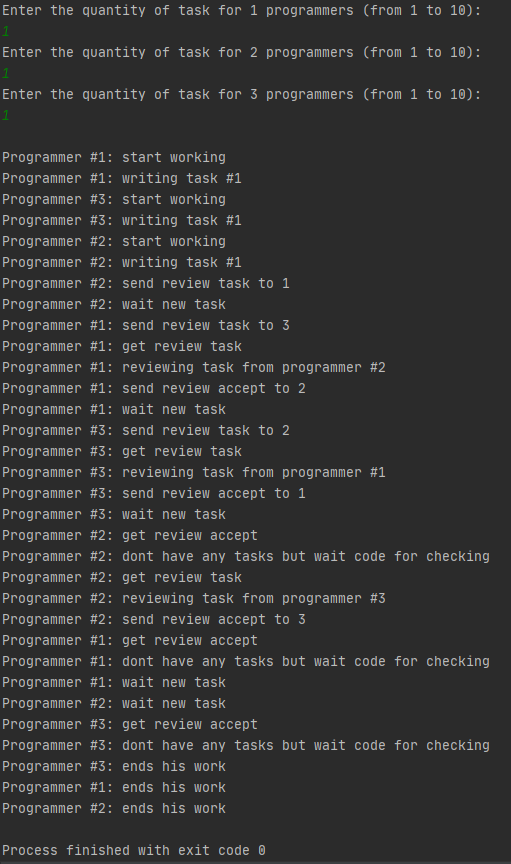 Enter the quantity of task for 1 programmers (from 1 to 10):
1
Enter the quantity of task for 2 programmers (from 1 to 10):
1
Enter the quantity of task for 3 programmers (from 1 to 10):
1
Programmer #1: start working
Programmer #1: writing task #1
Programmer #3: start working
Programmer #3: writing task #1
Programmer #2: start working
Programmer #2: writing task #1
Programmer #2: send review task to 1
Programmer #2: wait new task
Programmer #1: send review task to 3
Programmer #1: get review task
Programmer #1: reviewing task from programmer #2
Programmer #1: send review accept to 2
Programmer #1: wait new task
Programmer #3: send review task to 2
Programmer #3: get review task
Programmer #3: reviewing task from programmer #1
Programmer #3: send review accept to 1
Programmer #3: wait new task
Programmer #2: get review accept
Programmer #2: dont have any tasks but wait code for checking
Programmer #2: get review task
Programmer #2: reviewing task from programmer #3
Programmer #2: send review accept to 3
Programmer #1: get review accept
Programmer #1: dont have any tasks but wait code for checking
Programmer #1: wait new task
Programmer #2: wait new task
Programmer #3: get review accept
Programmer #3: dont have any tasks but wait code for checking
Programmer #3: ends his work
Programmer #1: ends his work
Programmer #2: ends his work
Process finished with exit code 0